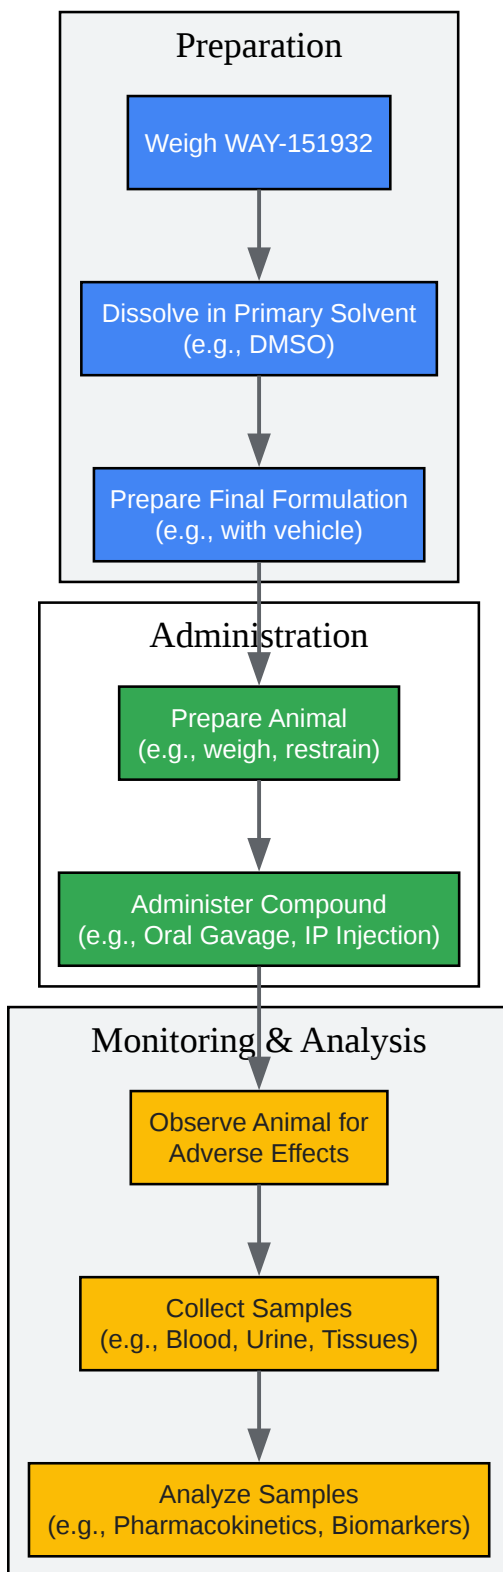 Preparation
Weigh WAY-151932
Dissolve in Primary Solvent
(e.g., DMSO)
Prepare Final Formulation
(e.g., with vehicle)
Administration
Prepare Animal
(e.g., weigh, restrain)
Administer Compound
(e.g., Oral Gavage, IP Injection)
Monitoring & Analysis
Observe Animal for
Adverse Effects
Collect Samples
(e.g., Blood, Urine, Tissues)
Analyze Samples
(e.g., Pharmacokinetics, Biomarkers)